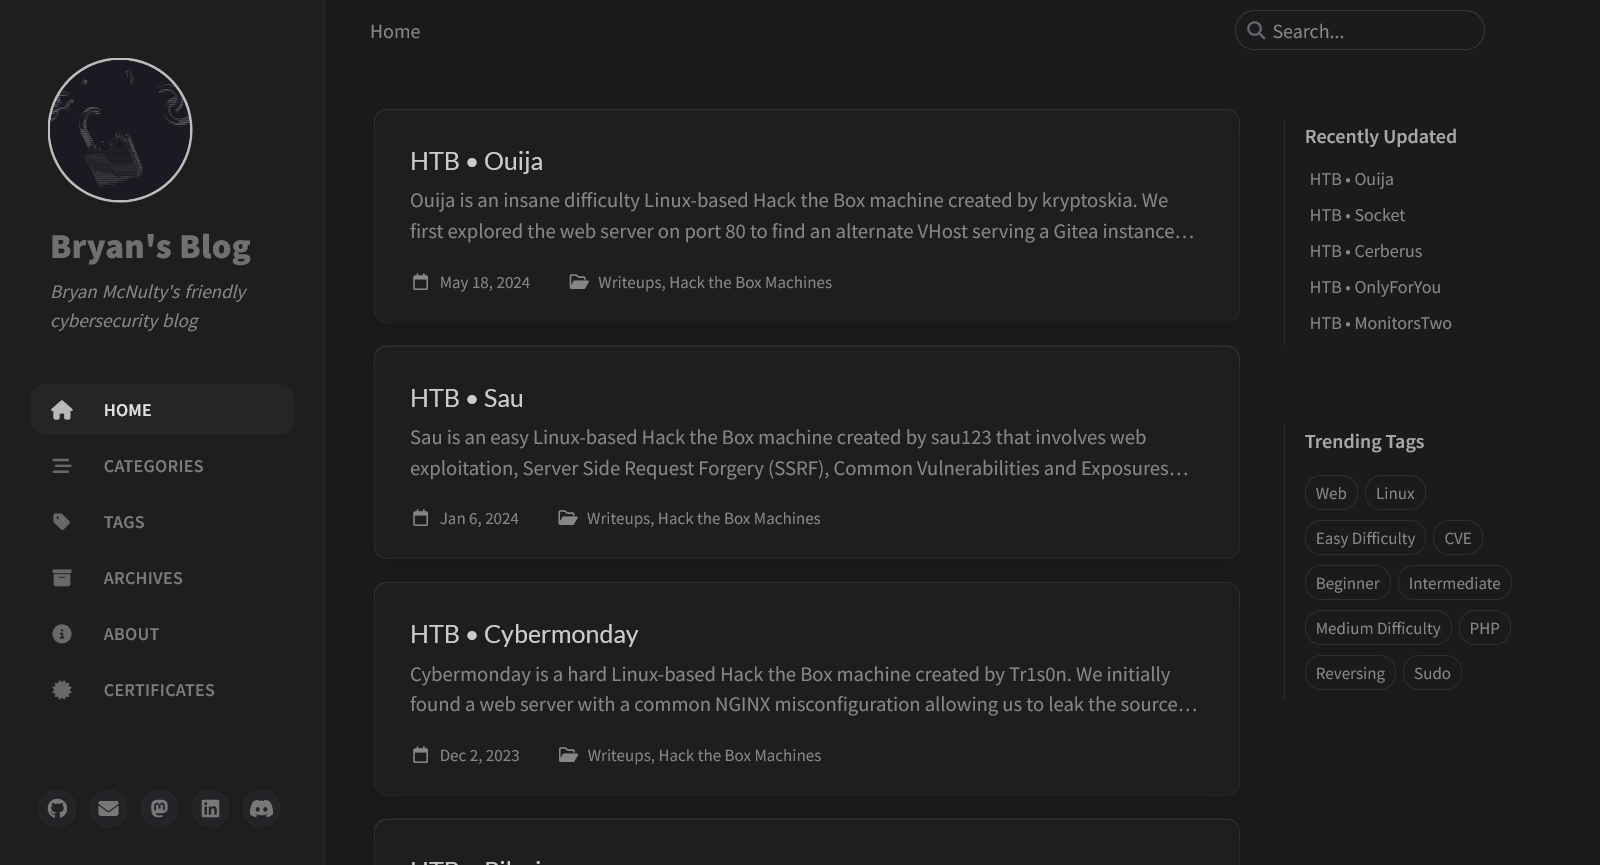 Bryan's Blog
Bryan McNulty's friendly
cybersecurity blog
HOME
CATEGORIES
TAGS
ARCHIVES
ABOUT
CERTIFICATES
Home
Search...
HTB • Ouija
Ouija is an insane difficulty Linux-based Hack the Box machine created by kryptoskia. We
first explored the web server on port 80 to find an alternate VHost serving a Gitea instance…
May 18, 2024
Writeups, Hack the Box Machines
HTB • Sau
Sau is an easy Linux-based Hack the Box machine created by sau123 that involves web
exploitation, Server Side Request Forgery (SSRF), Common Vulnerabilities and Exposures…
Jan 6, 2024
Writeups, Hack the Box Machines
HTB • Cybermonday
Cybermonday is a hard Linux-based Hack the Box machine created by Tr1s0n. We initially
found a web server with a common NGINX misconfiguration allowing us to leak the source…
Dec 2, 2023
Writeups, Hack the Box Machines
HTB •
Recently Updated
HTB • Ouija
HTB • Socket
HTB • Cerberus
HTB • OnlyForYou
HTB • MonitorsTwo
Trending Tags
Web
Linux
Easy Difficulty
CVE
Beginner
Intermediate
Medium Difficulty
PHP
Reversing
Sudo